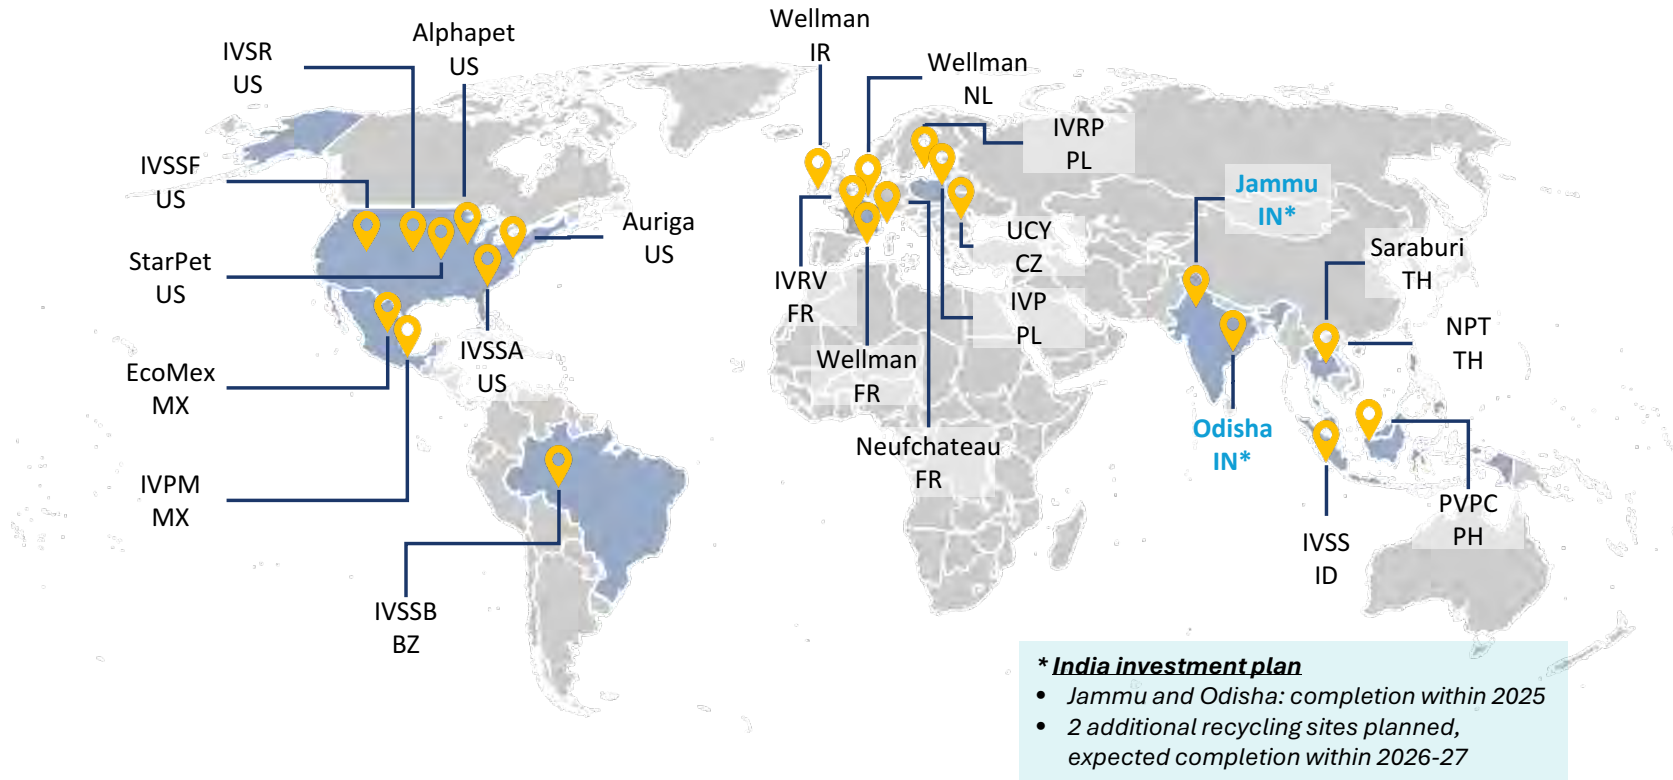 Wellman
IR
Alphapet
US
IVSR
US
Wellman
NL
IVRP
PL
IVSSF
US
Jammu
IN*
Auriga
US
UCY
CZ
Saraburi
TH
StarPet
US
IVRV
FR
IVP
PL
NPT
TH
IVSSA
US
Wellman
FR
EcoMex
MX
Odisha
IN*
Neufchateau
FR
IVPM
MX
PVPC
PH
IVSS
ID
IVSSB
BZ
* India investment plan
• Jammu and Odisha: completion within 2025
• 2 additional recycling sites planned,
expected completion within 2026-27